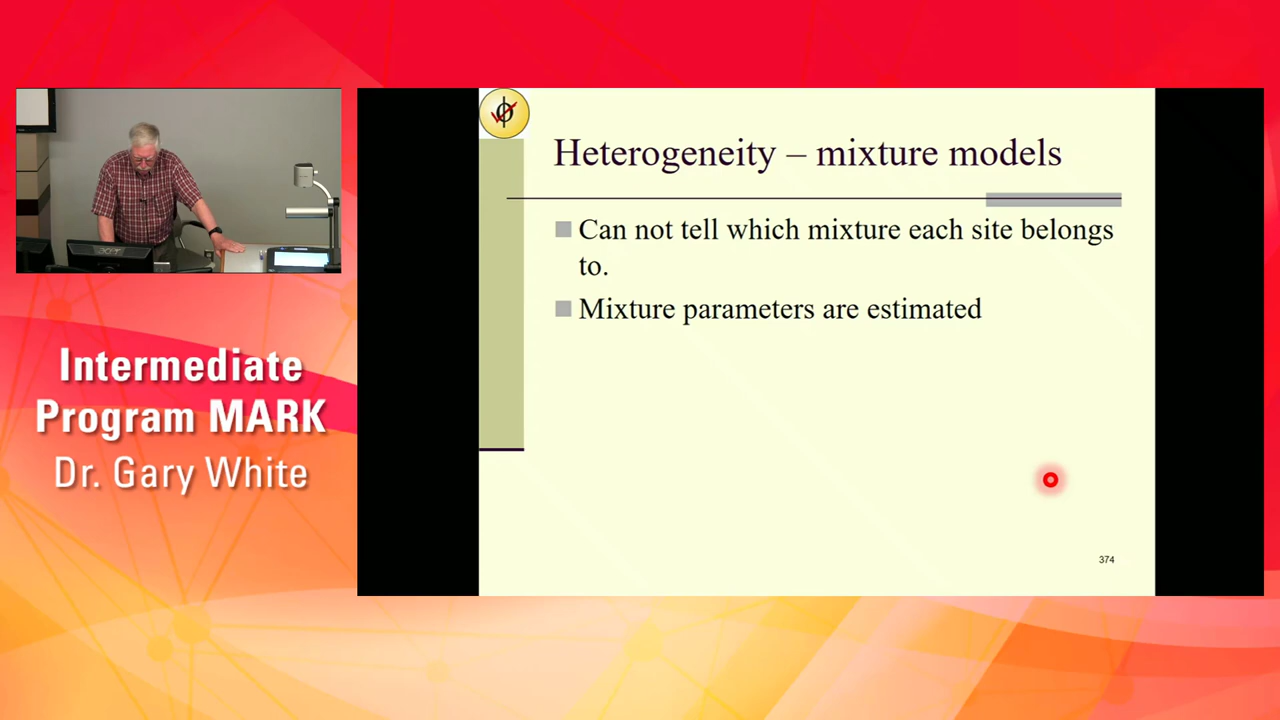 Heterogeneity – mixture models
Can not tell which mixture each site belongs
to.
Mixture parameters are estimated
374
Intermediate
Program MARK
Dr. Gary White
acer